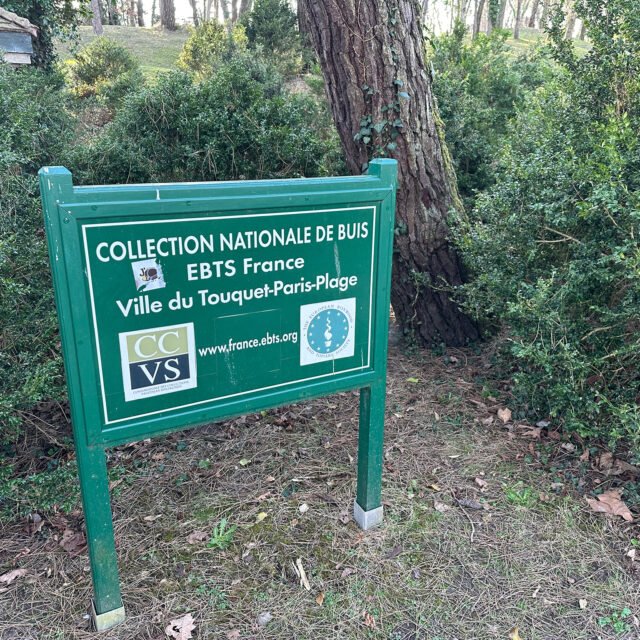 COLLECTION NATIONALE DE BUIS
EBTS France
Ville du Touquet-Paris-Plage
CC
VS
www.france.ebts.org